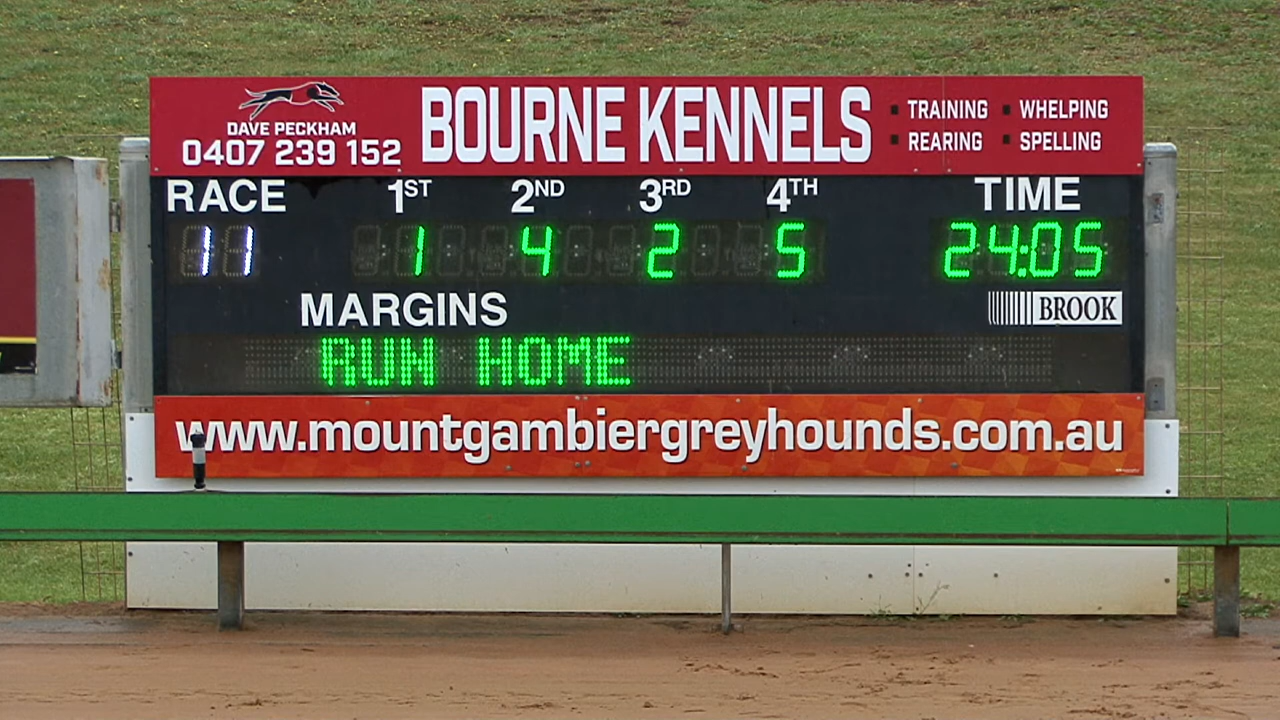 BOURNE KENNELS
DAVE PECKHAM
0407 239 152
TRAINING
WHELPING
REARING
SPELLING
RACE 1ST 2ND 3RD 4TH TIME
11 1 4 2 5 24:05
MARGINS
BROOK
RUN HOME
www.mountgambiergreyhounds.com.au